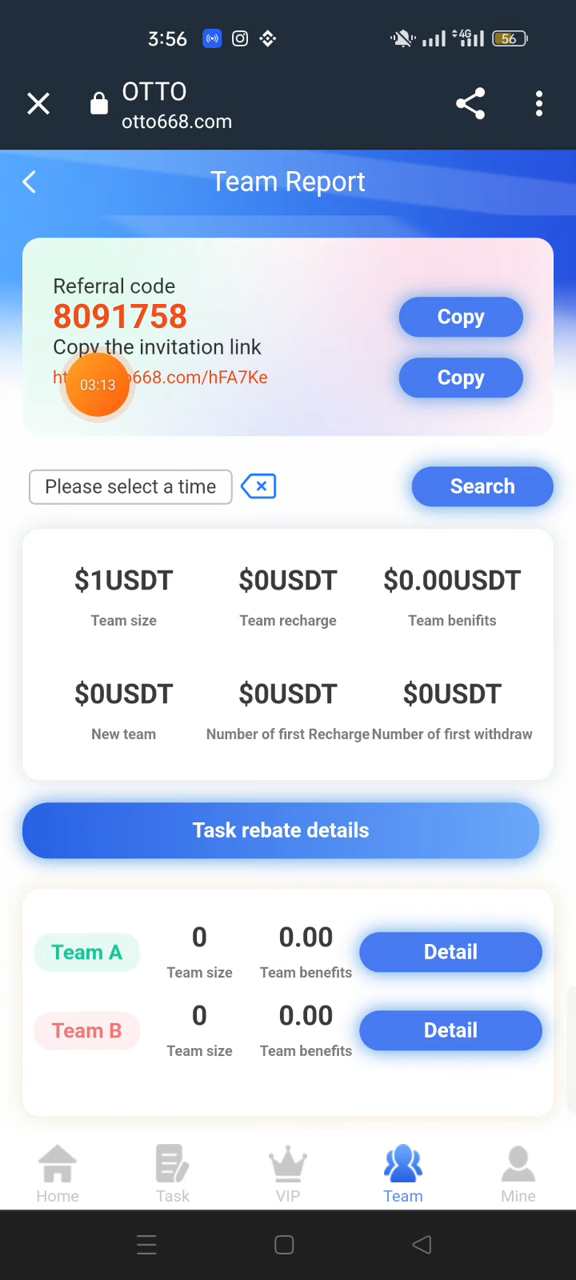 3:56
4G
56
OTTO
otto668.com
Team Report
Referral code
8091758
Copy
Copy the invitation link
668.com/hFA7Ke
Copy
03:13
Please select a time
Search
$1USDT $0USDT $0.00USDT
Team size Team recharge Team benifits
$0USDT $0USDT $0USDT
New team Number of first Recharge Number of first withdraw
Task rebate details
Team A 0 0.00 Detail
Team size Team benefits
Team B 0 0.00 Detail
Team size Team benefits
Home Task VIP Team Mine